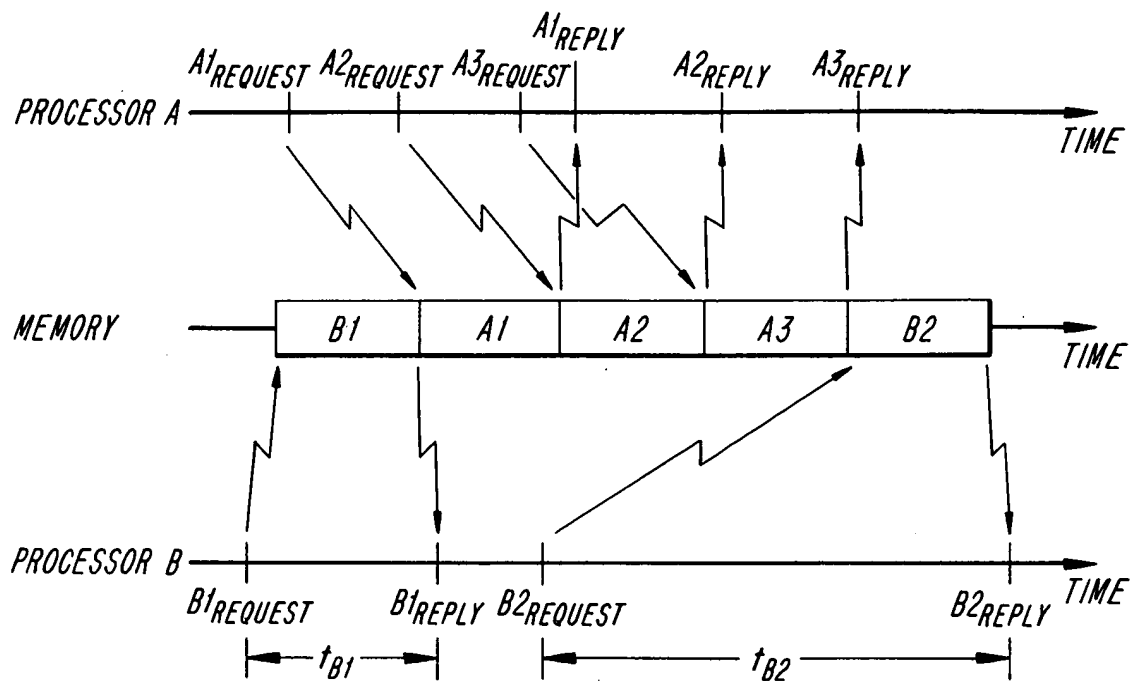 A1REPLY
A1REQUEST A2REQUEST A3REQUEST A2REPLY A3REPLY
PROCESSOR A
TIME
MEMORY B1 A1 A2 A3 B2
TIME
PROCESSOR B
TIME
B1REQUEST B1REPLY B2REQUEST B2REPLY
tB1 tB2